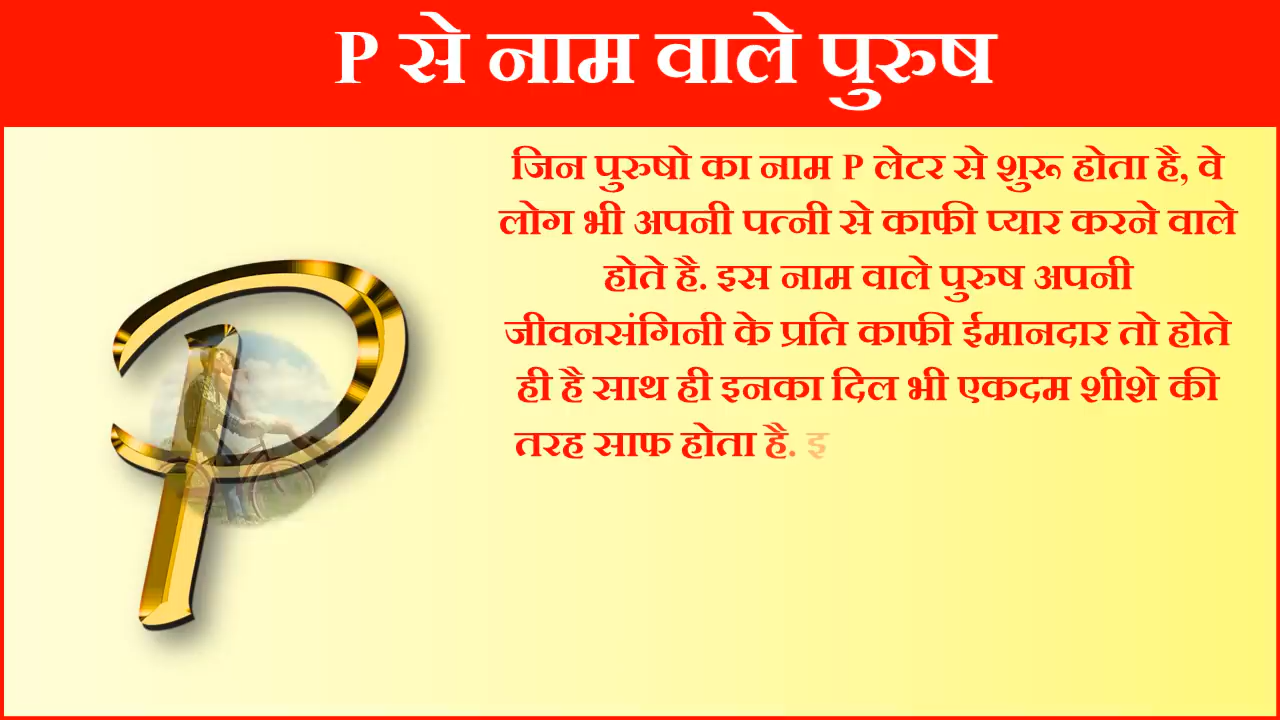 P से नाम वाले पुरुष
जिन पुरुषो का नाम P लेटर से शुरू होता है, वे
लोग भी अपनी पत्नी से काफी प्यार करने वाले
होते है. इस नाम वाले पुरुष अपनी
जीवनसंगिनी के प्रति काफी ईमानदार तो होते
ही है साथ ही इनका दिल भी एकदम शीशे की
तरह साफ होता है. इ
P